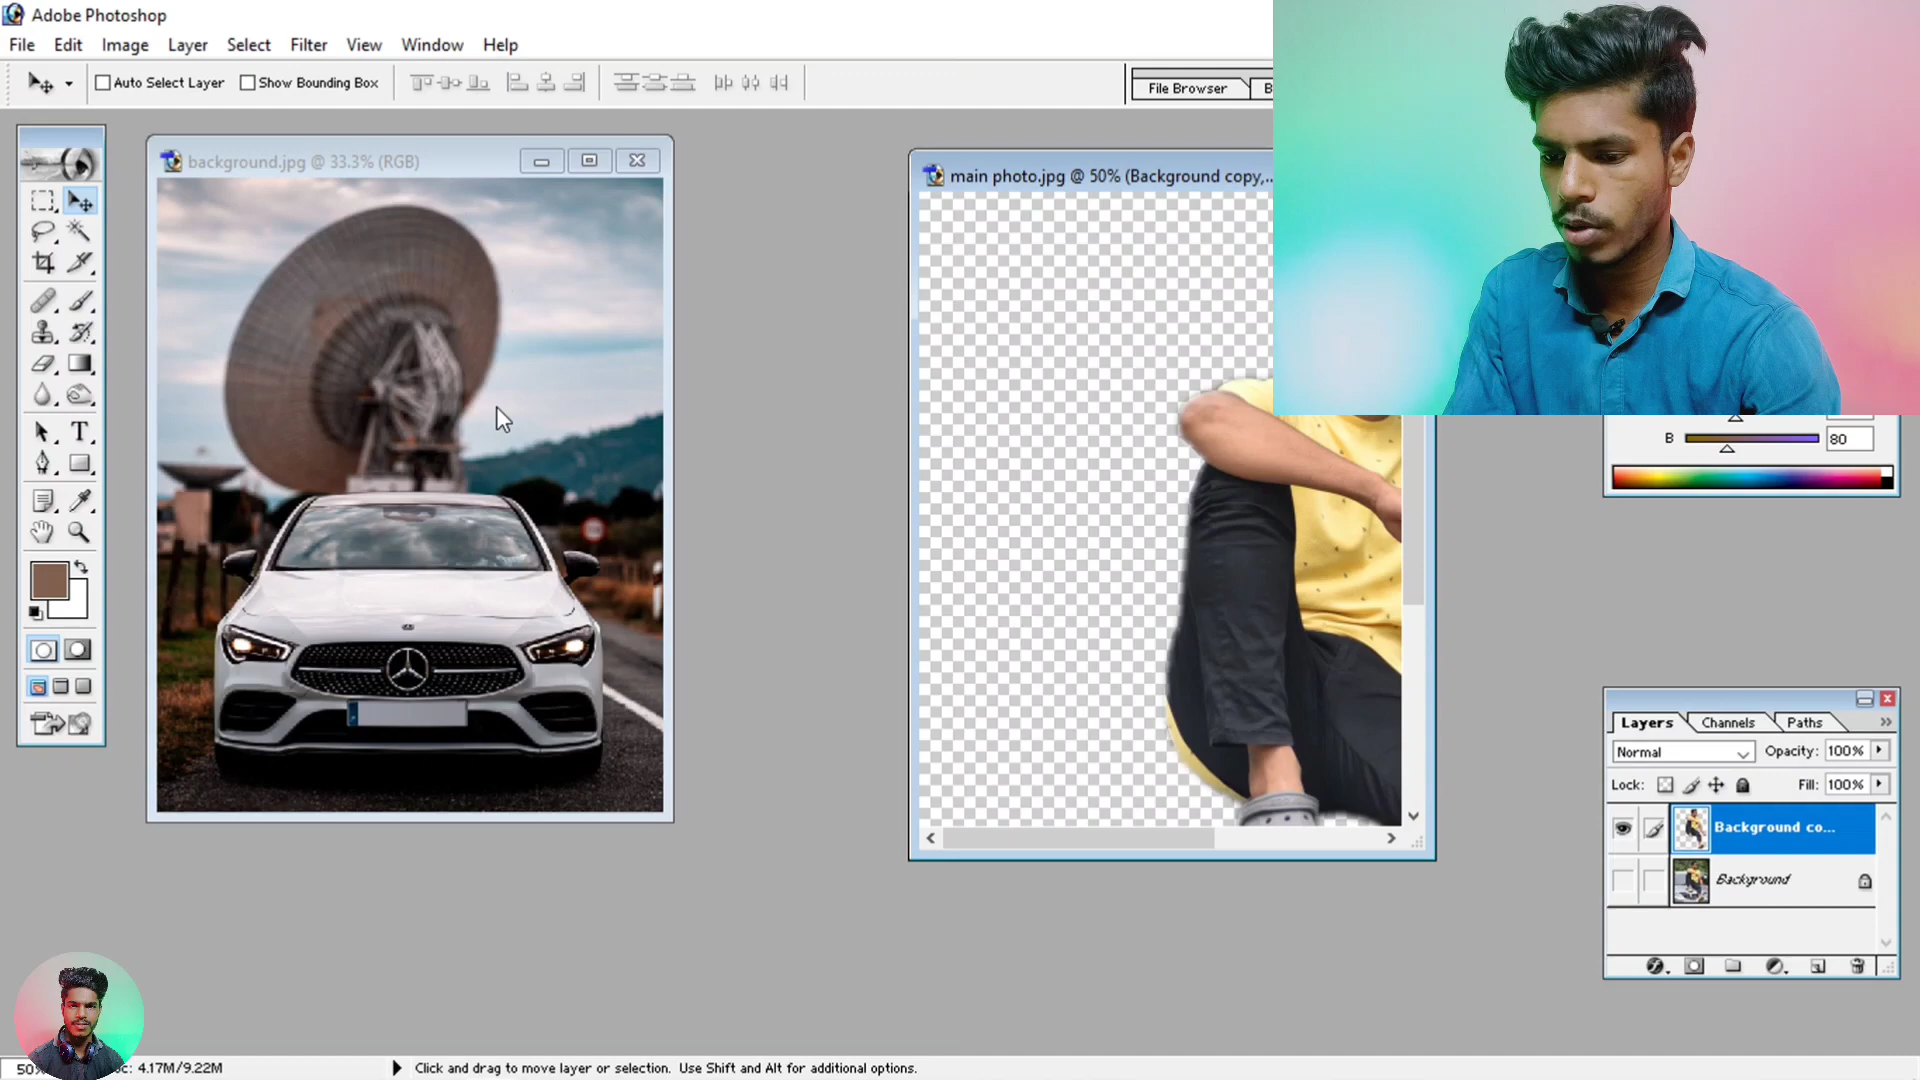 Adobe Photoshop
File Edit Image Layer Select Filter View Window Help
Auto Select Layer Show Bounding Box
File Browser B
background.jpg @ 33.3% (RGB)
main photo.jpg @ 50% (Background copy,...
B 80
Layers Channels Paths
Normal Opacity: 100%
Lock: Fill: 100%
Background co...
Background
4.17M/9.22M Click and drag to move layer or selection. Use Shift and Alt for additional options.